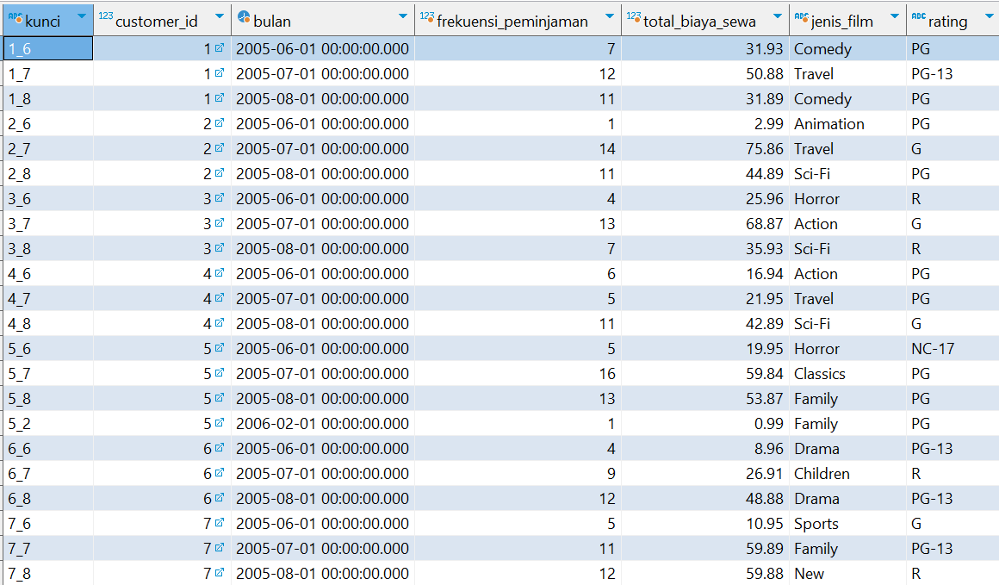 ABC kunci 123 customer_id bulan 123 frekuensi_peminjaman 123 total_biaya_sewa ABC jenis_film ABC rating
1_6 1 2005-06-01 00:00:00.000 7 31.93 Comedy PG
1_7 1 2005-07-01 00:00:00.000 12 50.88 Travel PG-13
1_8 1 2005-08-01 00:00:00.000 11 31.89 Comedy PG
2_6 2 2005-06-01 00:00:00.000 1 2.99 Animation PG
2_7 2 2005-07-01 00:00:00.000 14 75.86 Travel G
2_8 2 2005-08-01 00:00:00.000 11 44.89 Sci-Fi PG
3_6 3 2005-06-01 00:00:00.000 4 25.96 Horror R
3_7 3 2005-07-01 00:00:00.000 13 68.87 Action G
3_8 3 2005-08-01 00:00:00.000 7 35.93 Sci-Fi R
4_6 4 2005-06-01 00:00:00.000 6 16.94 Action PG
4_7 4 2005-07-01 00:00:00.000 5 21.95 Travel PG
4_8 4 2005-08-01 00:00:00.000 11 42.89 Sci-Fi G
5_6 5 2005-06-01 00:00:00.000 5 19.95 Horror NC-17
5_7 5 2005-07-01 00:00:00.000 16 59.84 Classics PG
5_8 5 2005-08-01 00:00:00.000 13 53.87 Family PG
5_2 5 2006-02-01 00:00:00.000 1 0.99 Family PG
6_6 6 2005-06-01 00:00:00.000 4 8.96 Drama PG-13
6_7 6 2005-07-01 00:00:00.000 9 26.91 Children R
6_8 6 2005-08-01 00:00:00.000 12 48.88 Drama PG-13
7_6 7 2005-06-01 00:00:00.000 5 10.95 Sports G
7_7 7 2005-07-01 00:00:00.000 11 59.89 Family PG-13
7_8 7 2005-08-01 00:00:00.000 12 59.88 New R